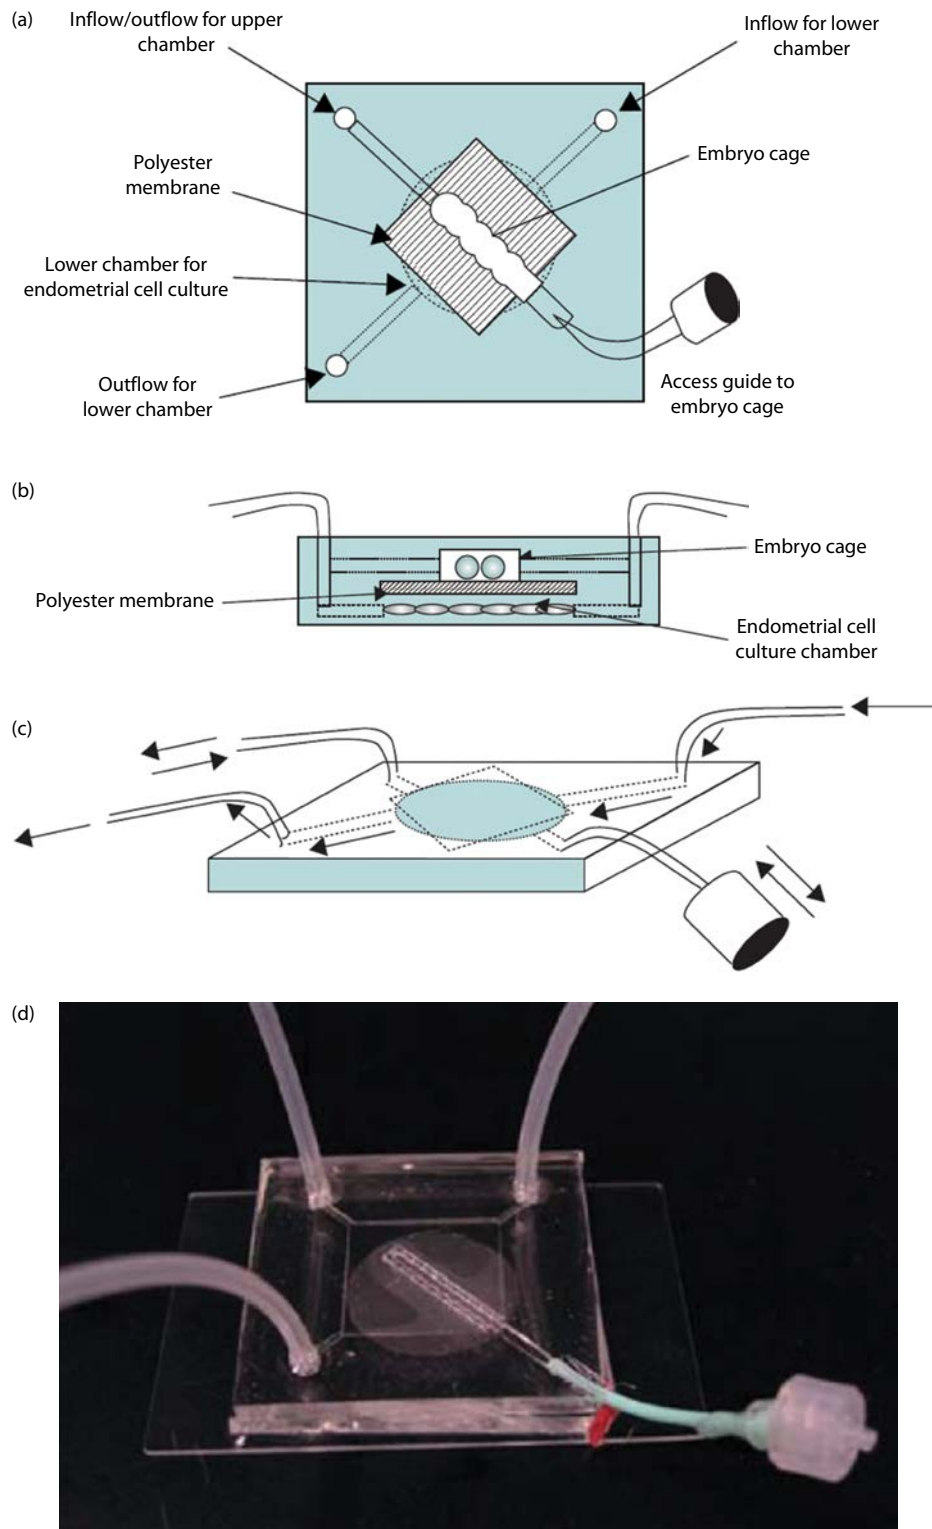 (a)
Inflow/outflow for upper
chamber
Inflow for lower
chamber
Polyester
membrane
Embryo cage
Lower chamber for
endometrial cell culture
Outflow for
lower chamber
Access guide to
embryo cage
(b)
Embryo cage
Polyester membrane
Endometrial cell
culture chamber
(c)
(d)